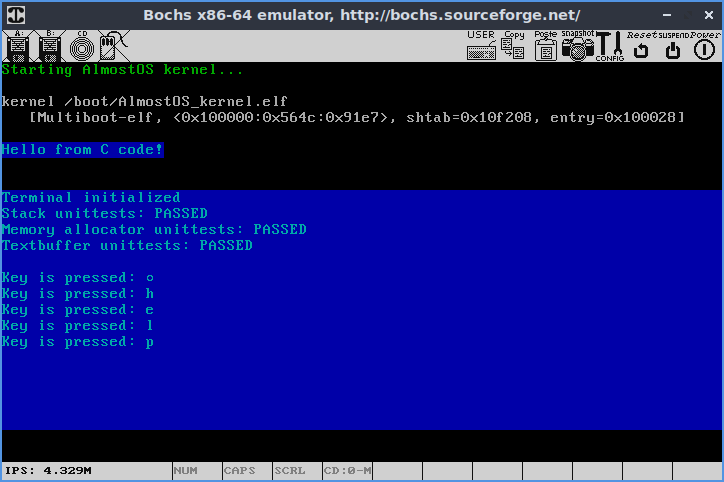 Bochs x86-64 emulator, http://bochs.sourceforge.net/
A: B: CD USER Copy Paste snapshot CONFIG Reset SUSPEND Power
Starting AlmostOS kernel...
kernel /boot/AlmostOS_kernel.elf
[Multiboot-elf, <0x100000:0x564c:0x91e7>, shtab=0x10f208, entry=0x100028]
Hello from C code!
Terminal initialized
Stack unittests: PASSED
Memory allocator unittests: PASSED
Textbuffer unittests: PASSED
Key is pressed: o
Key is pressed: h
Key is pressed: e
Key is pressed: l
Key is pressed: p
IPS: 4.329M NUM CAPS SCRL CD:0-M